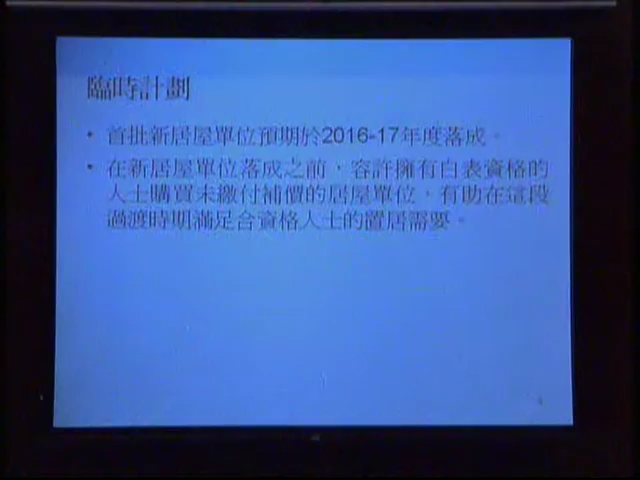 臨時計劃
• 首批新居屋單位預期於2016-17年度落成。
• 在新居屋單位落成之前，容許擁有白表資格的
人士購買未繳付補價的居屋單位，有助在這段
過渡時期滿足合資格人士的置居需要。